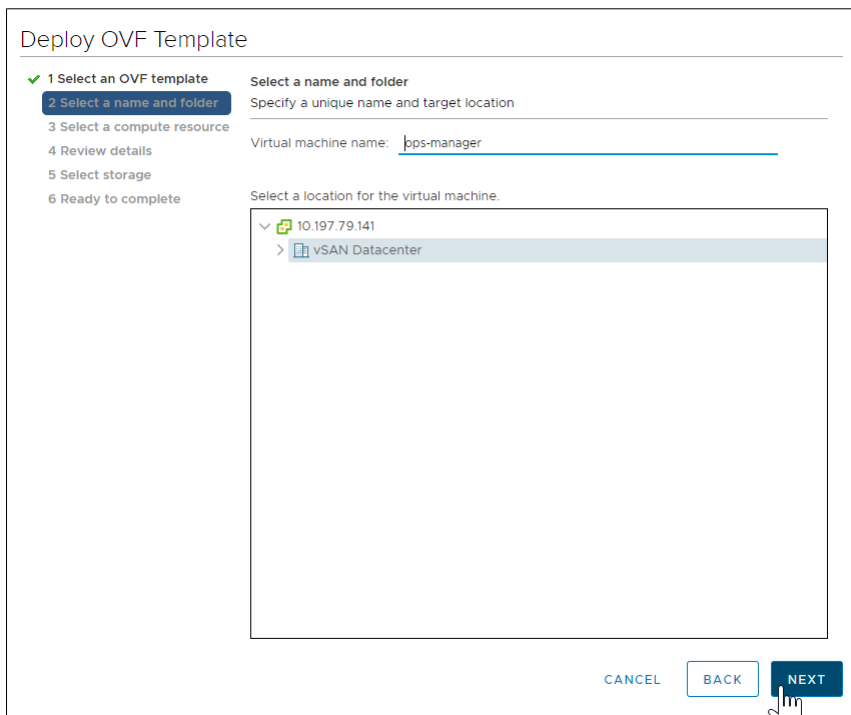 Deploy OVF Template
1 Select an OVF template
2 Select a name and folder
3 Select a compute resource
4 Review details
5 Select storage
6 Ready to complete
Select a name and folder
Specify a unique name and target location
Virtual machine name: ops-manager
Select a location for the virtual machine.
10.197.79.141
vSAN Datacenter
CANCEL BACK NEXT